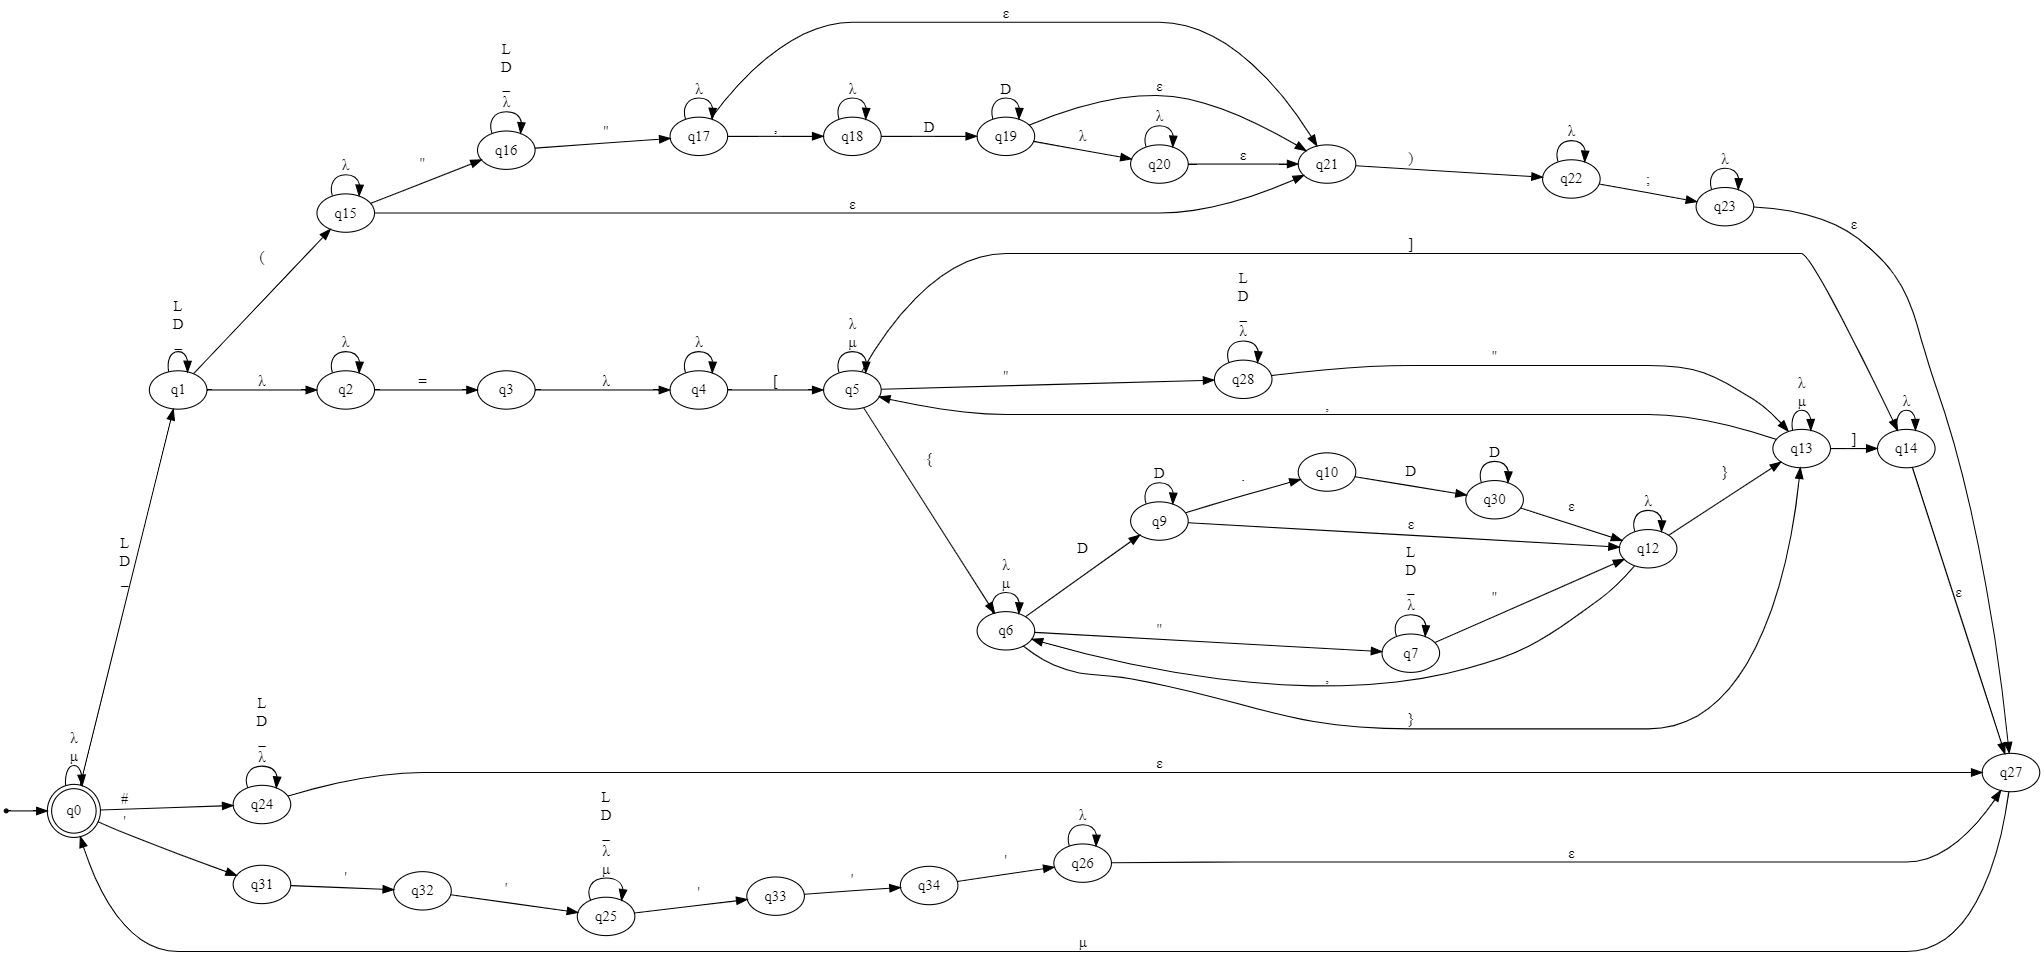 ε
L
D
_
λ
"
λ
q16
λ
q17
,
λ
q18
D
D
q19
ε
λ
λ
q20
ε
q21
)
λ
q22
;
λ
q23
ε
λ
q15
"
ε
(
]
L
D
_
q1
λ
λ
q2
=
q3
λ
λ
q4
[
λ
μ
q5
"
L
D
_
λ
q28
"
,
λ
μ
q13
]
λ
q14
ε
{
D
q9
.
q10
D
D
q30
ε
ε
λ
q12
}
D
λ
μ
q6
"
L
D
_
λ
q7
"
,
}
L
D
_
λ
μ
q0
#
L
D
_
λ
q24
ε
q27
'
q31
'
q32
'
L
D
_
λ
μ
q25
'
q33
'
q34
'
λ
q26
ε
μ